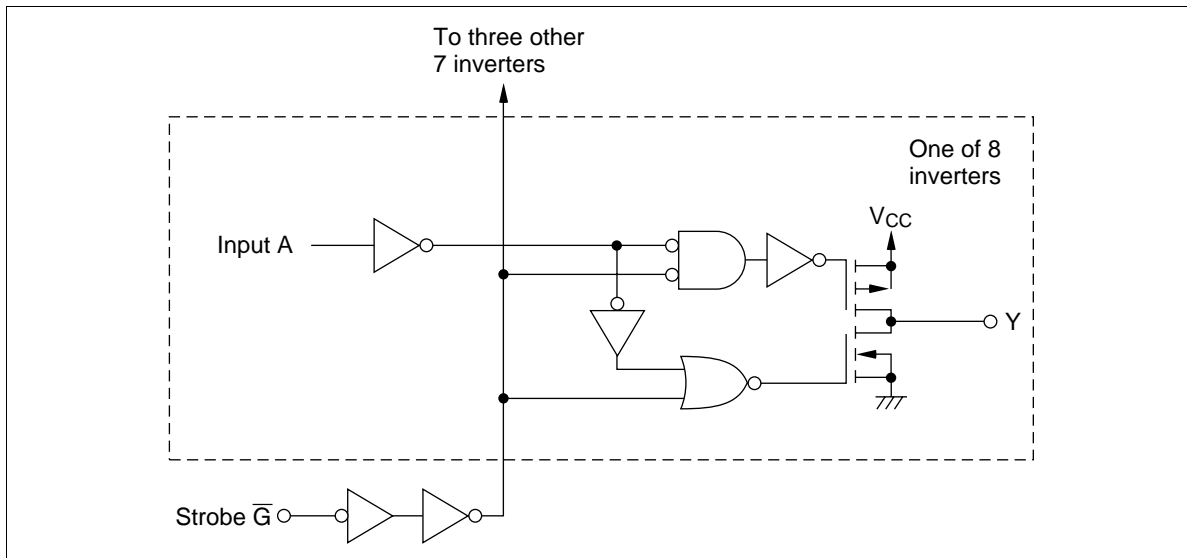 To three other
7 inverters
One of 8
inverters
VCC
Input A
Y
Strobe G̅